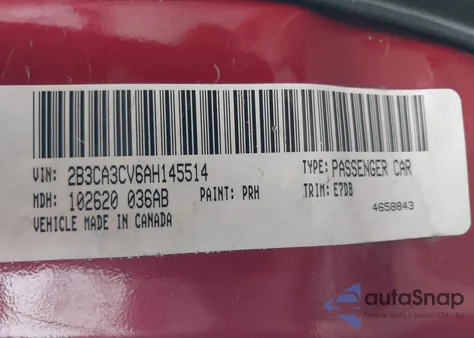 VIN: 2B3CA3CV6AH145514 TYPE: PASSENGER CAR
MDH: 102620 036AB PAINT: PRH TRIM: E7DB
VEHICLE MADE IN CANADA 4658843
autoSnap